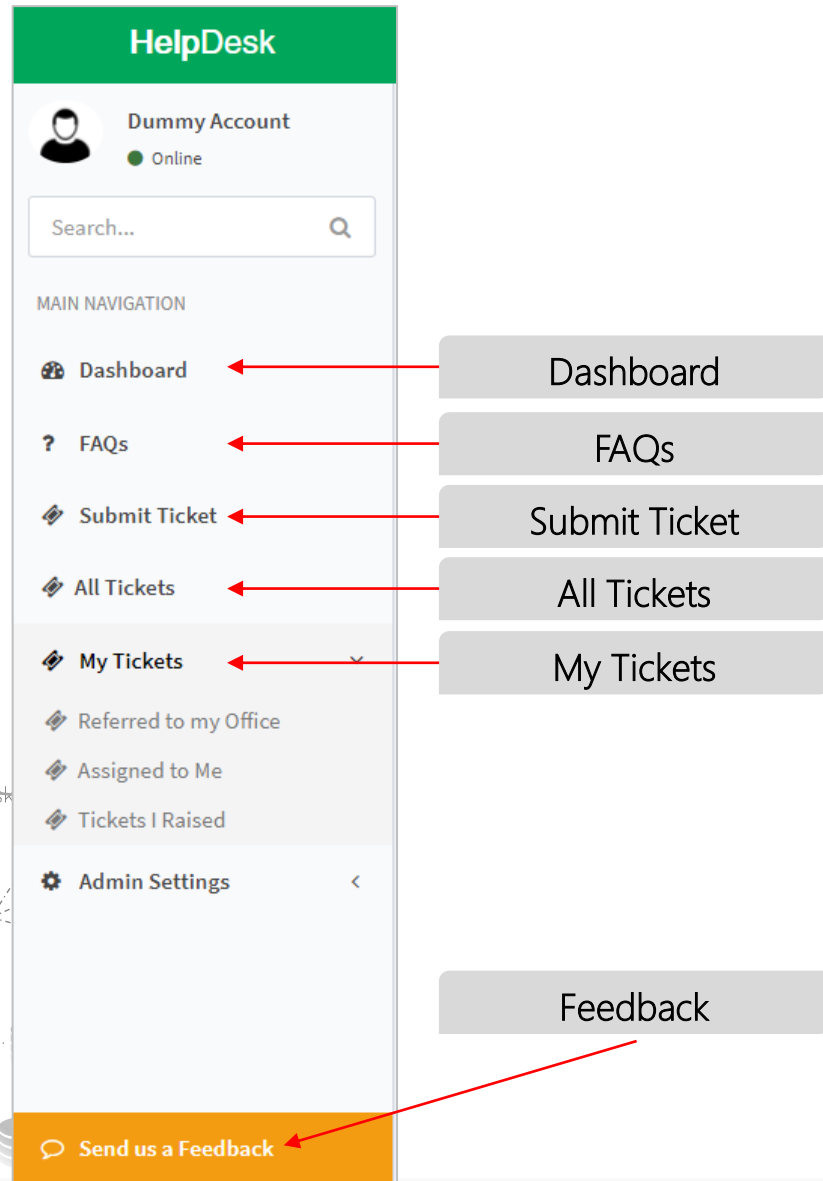 HelpDesk
Dummy Account
Online
Search...
MAIN NAVIGATION
Dashboard
Dashboard
? FAQs
FAQs
Submit Ticket
Submit Ticket
All Tickets
All Tickets
My Tickets
My Tickets
Referred to my Office
Assigned to Me
Tickets I Raised
Admin Settings
Feedback
Send us a Feedback